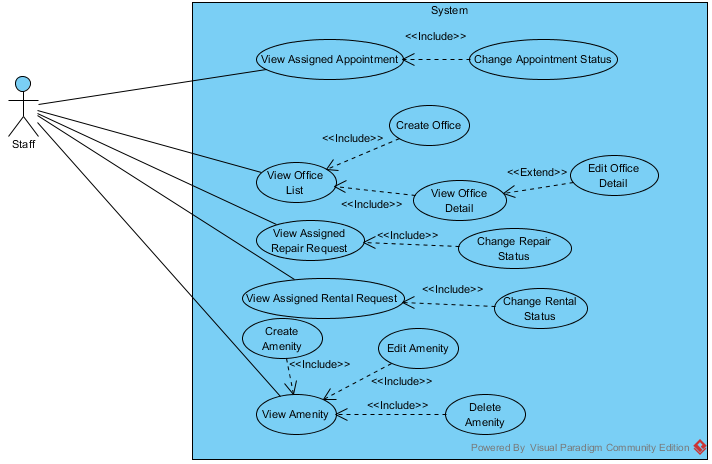 System
<<Include>>
View Assigned Appointment
Change Appointment Status
Staff
Create Office
<<Include>>
View Office
List
<<Include>>
View Office
Detail
<<Extend>>
Edit Office
Detail
View Assigned
Repair Request
<<Include>>
Change Repair
Status
View Assigned Rental Request
<<Include>>
Change Rental
Status
Create
Amenity
<<Include>>
Edit Amenity
<<Include>>
View Amenity
<<Include>>
Delete
Amenity
Powered By Visual Paradigm Community Edition